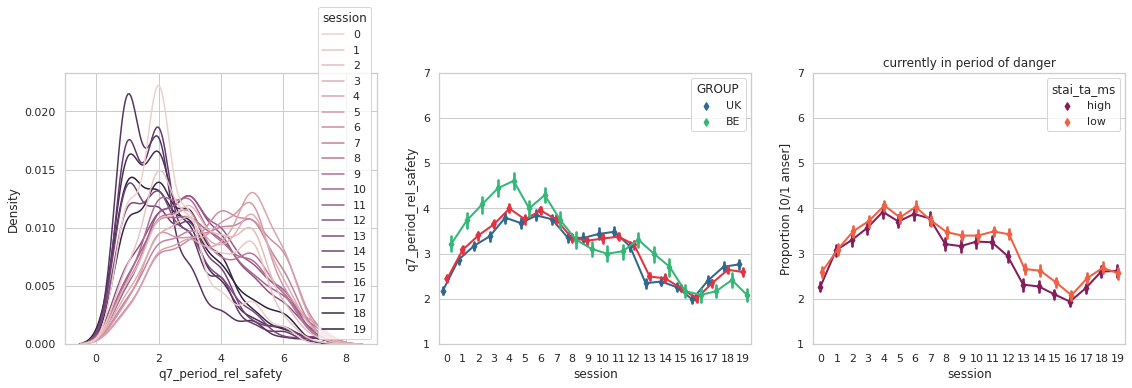 session
0
1
2
3
4
5
6
7
8
9
10
11
12
13
14
15
16
17
18
19
0.020
0.015
0.010
0.005
0.000
Density
0 2 4 6 8
q7_period_rel_safety
GROUP
UK
BE
7
6
5
4
3
2
1
q7_period_rel_safety
0 1 2 3 4 5 6 7 8 9 10 11 12 13 14 15 16 17 18 19
session
currently in period of danger
stai_ta_ms
high
low
7
6
5
4
3
2
1
Proportion [0/1 anser]
0 1 2 3 4 5 6 7 8 9 10 11 12 13 14 15 16 17 18 19
session